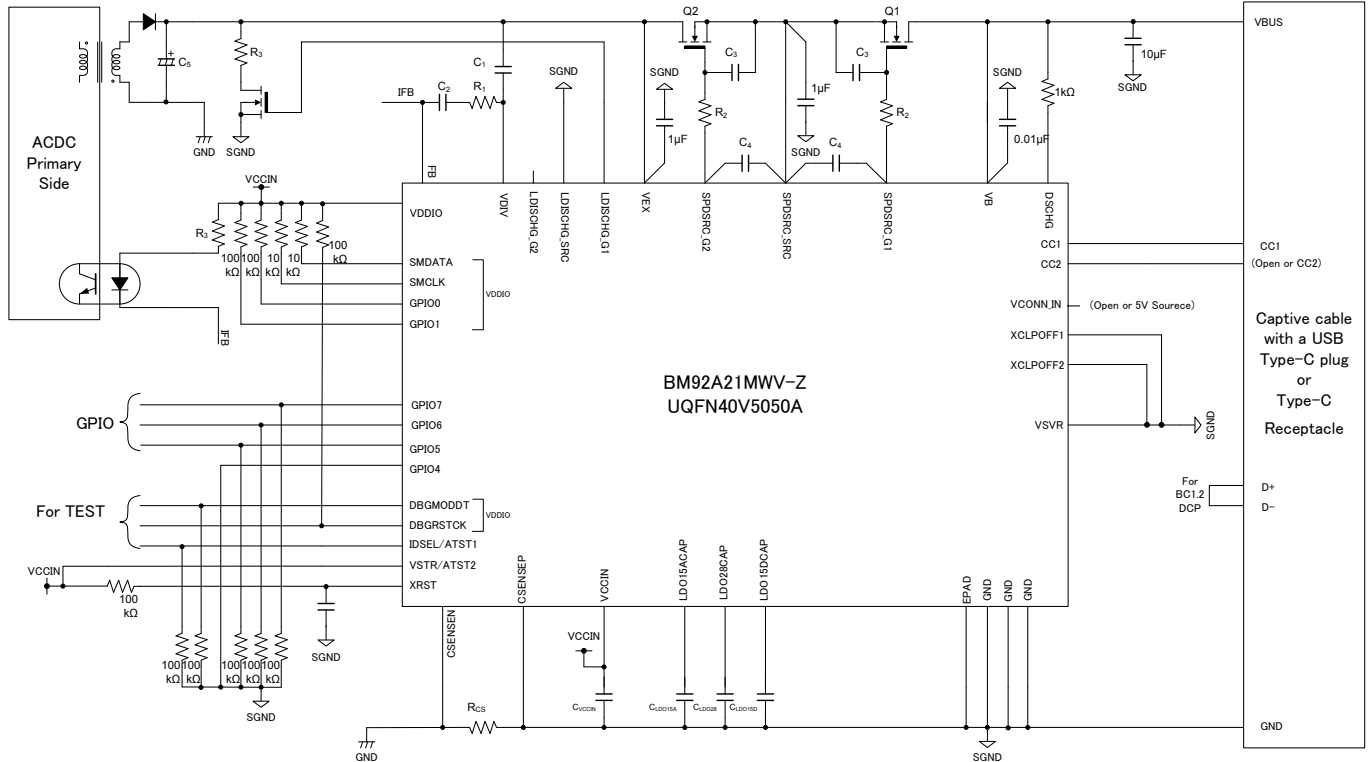 Q2
Q1
VBUS
R3
C5
C1
SGND
C3
C3
SGND
10µF
SGND
IFB
C2
R1
SGND
1µF
R2
1µF
SGND
R2
1kΩ
0.01µF
GND
SGND
C4
C4
ACDC
Primary
Side
FB
VDIV
LDISCHG_G2
LDISCHG_SRC
LDISCHG_G1
VEX
SPDSRC_G2
SPDSRC_SRC
SPDSRC_G1
VB
DSCHG
VCCIN
VDDIO
R3
100
kΩ
100
kΩ
10
kΩ
10
kΩ
100
kΩ
SMDATA
SMCLK
GPIO0
GPIO1
VDDIO
IFB
CC1
CC2
VCONN_IN
XCLPOFF1
XCLPOFF2
VSVR
CC1
(Open or CC2)
(Open or 5V Sourece)
SGND
BM92A21MWV-Z
UQFN40V5050A
Captive cable
with a USB
Type-C plug
or
Type-C
Receptacle
GPIO
GPIO7
GPIO6
GPIO5
GPIO4
For TEST
DBGMODDT
DBGRSTCK
VDDIO
IDSEL/ATST1
VSTR/ATST2
XRST
For
BC1.2
DCP
D+
D-
VCCIN
100
kΩ
SGND
100
kΩ
100
kΩ
100
kΩ
100
kΩ
100
kΩ
SGND
CSENSEN
CSENSEP
VCCIN
LDO15ACAP
LDO28CAP
LDO15DCAP
EPAD
GND
GND
GND
VCCIN
CVCCIN
CLDO15A
CLDO28
CLDO15D
RCS
GND
SGND
GND